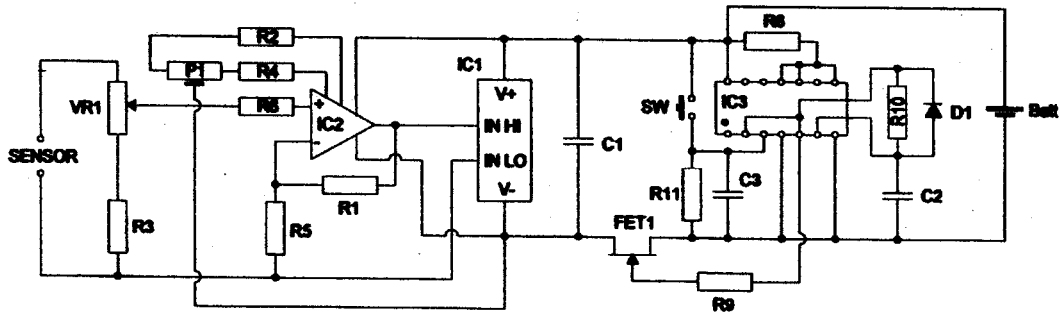 R2
P1
R4
R6
VR1
SENSOR
R3
+
IC2
-
R1
R5
IC1
V+
IN HI
IN LO
V-
C1
SW
R11
C3
FET1
R9
R8
IC3
R10
D1
C2
Batt